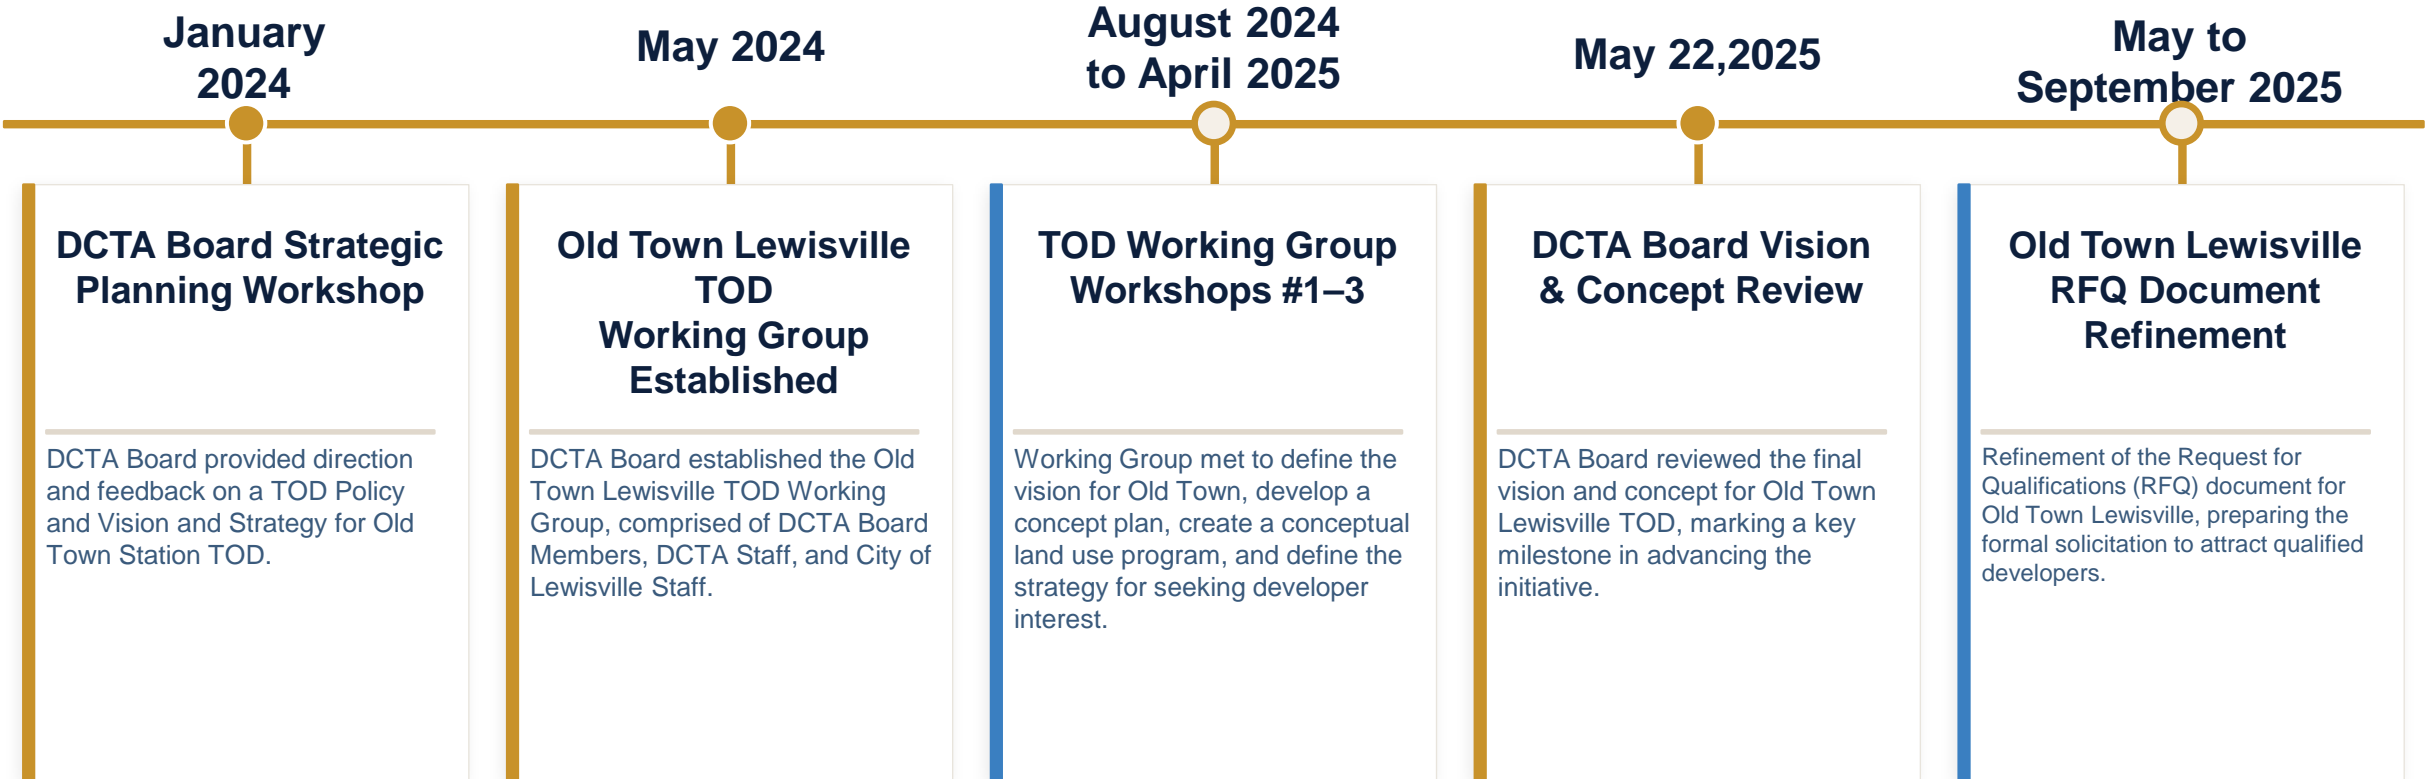 January
2024
May 2024
August 2024
to April 2025
May 22,2025
May to
September 2025
DCTA Board Strategic
Planning Workshop
DCTA Board provided direction
and feedback on a TOD Policy
and Vision and Strategy for Old
Town Station TOD.
Old Town Lewisville
TOD
Working Group
Established
DCTA Board established the Old
Town Lewisville TOD Working
Group, comprised of DCTA Board
Members, DCTA Staff, and City of
Lewisville Staff.
TOD Working Group
Workshops #1–3
Working Group met to define the
vision for Old Town, develop a
concept plan, create a conceptual
land use program, and define the
strategy for seeking developer
interest.
DCTA Board Vision
& Concept Review
DCTA Board reviewed the final
vision and concept for Old Town
Lewisville TOD, marking a key
milestone in advancing the
initiative.
Old Town Lewisville
RFQ Document
Refinement
Refinement of the Request for
Qualifications (RFQ) document for
Old Town Lewisville, preparing the
formal solicitation to attract qualified
developers.